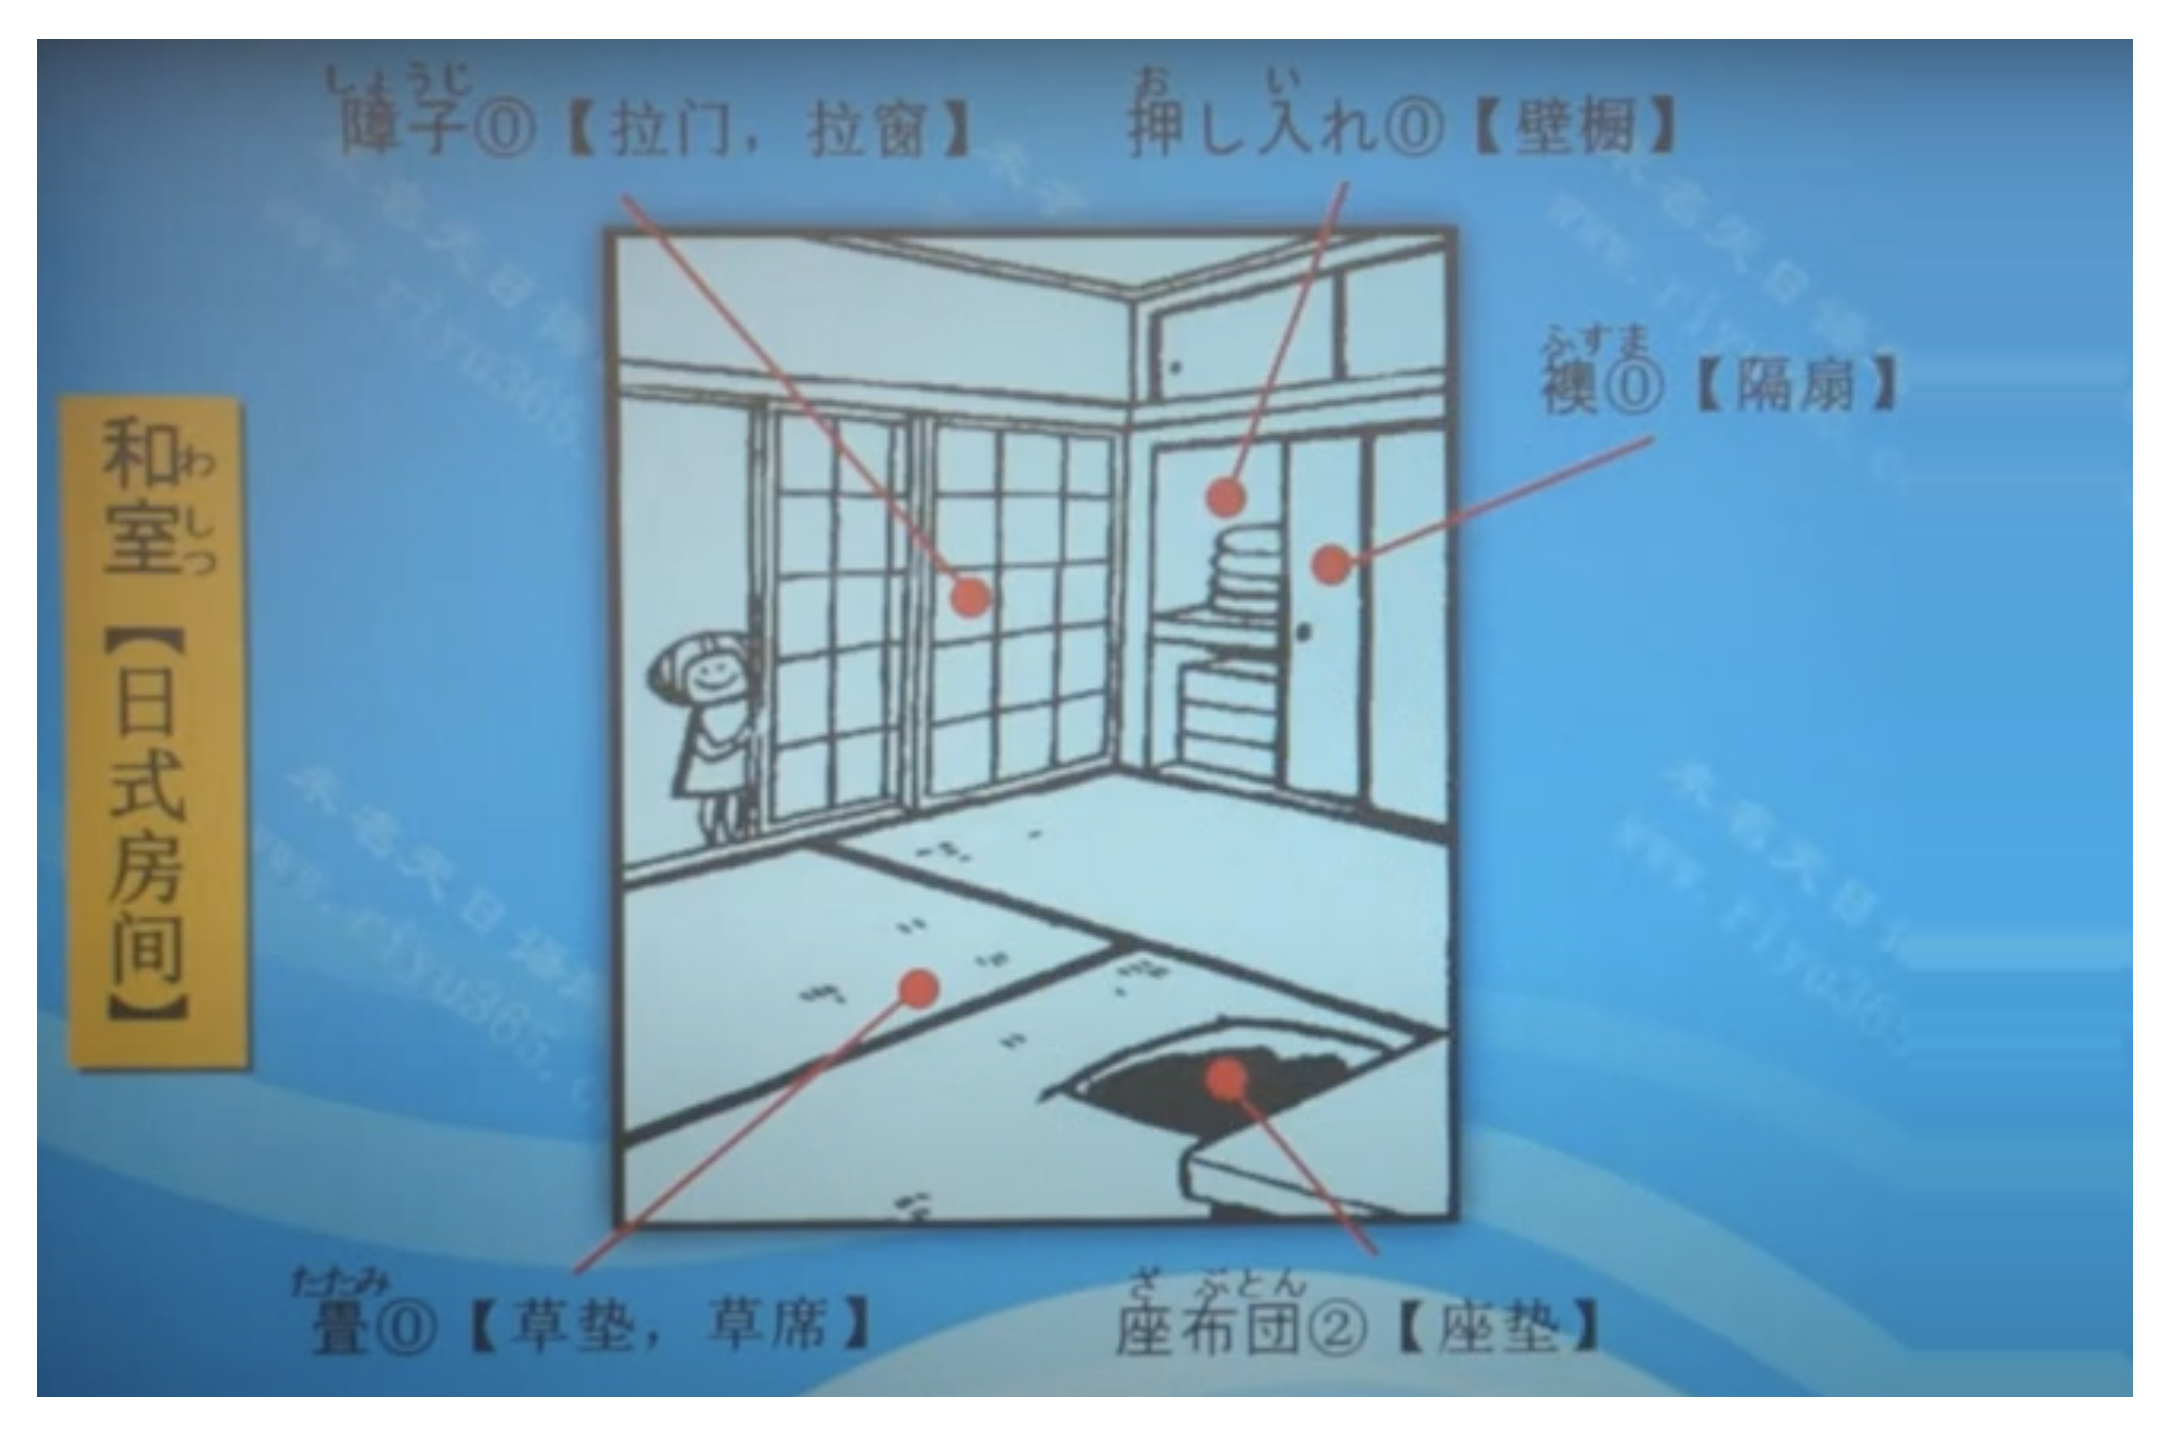 しょうじ
障子⓪【拉门，拉窗】
お い
押し入れ⓪【壁橱】
ふすま
襖⓪【隔扇】
和室【日式房间】
わしつ
たたみ
畳⓪【草垫，草席】
ざ ぶとん
座布団②【座垫】